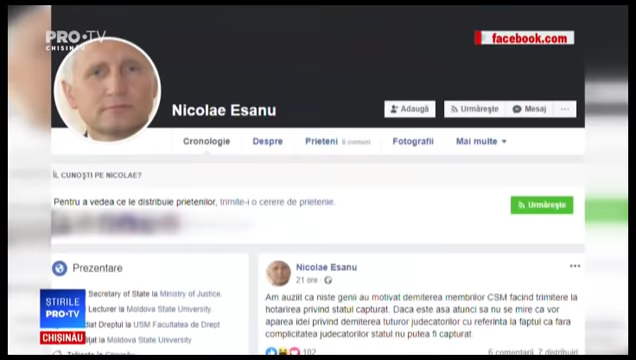 PRO•TV
CHIȘINĂU
facebook.com
Nicolae Esanu
Adaugă
Urmărește
Mesaj
Cronologie
Despre
Prieteni 6 comuni
Fotografii
Mai multe
ÎL CUNOȘTI PE NICOLAE?
Pentru a vedea ce le distribuie prietenilor, trimite-i o cerere de prietenie.
Urmărește
Prezentare
Secretary of State la Ministry of Justice.
Lecturer la Moldova State University.
Dreptul la USM Facultatea de Drept
la Moldova State University
Nicolae Esanu
21 ore
Am auziit ca niste genii au motivat demiterea membrilor CSM facind trimitere la
hotarirea privind statul capturat. Daca este asa atunci sa nu se mire ca vor
aparea idei privind demiterea tuturor judecatorilor cu referinta la faptul ca fara
complicitatea judecatorilor statul nu putea fi capturat.
102
6 comentarii 7 distribuiri
ȘTIRILE
PRO•TV
CHIȘINĂU